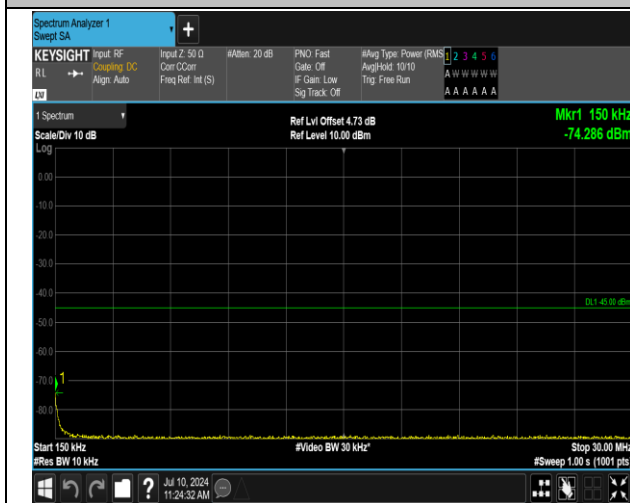 Spectrum Analyzer 1
Swept SA
+
KEYSIGHT
RL
LXI
Input: RF
Coupling: DC
Align: Auto
Input Z: 50 Ω
Corr CCorr
Freq Ref: Int (S)
#Atten: 20 dB
PNO: Fast
Gate: Off
IF Gain: Low
Sig Track: Off
#Avg Type: Power (RMS
Avg|Hold: 10/10
Trig: Free Run
1 2 3 4 5 6
A W W W W W
A A A A A A
1 Spectrum
Scale/Div 10 dB
Log
Ref Lvl Offset 4.73 dB
Ref Level 10.00 dBm
Mkr1 150 kHz
-74.286 dBm
0.00
-10.0
-20.0
-30.0
-40.0
DL1 -45.00 dBm
-50.0
-60.0
-70.0
1
-80.0
Start 150 kHz
#Res BW 10 kHz
#Video BW 30 kHz*
Stop 30.00 MHz
#Sweep 1.00 s (1001 pts
?
Jul 10, 2024
11:24:32 AM